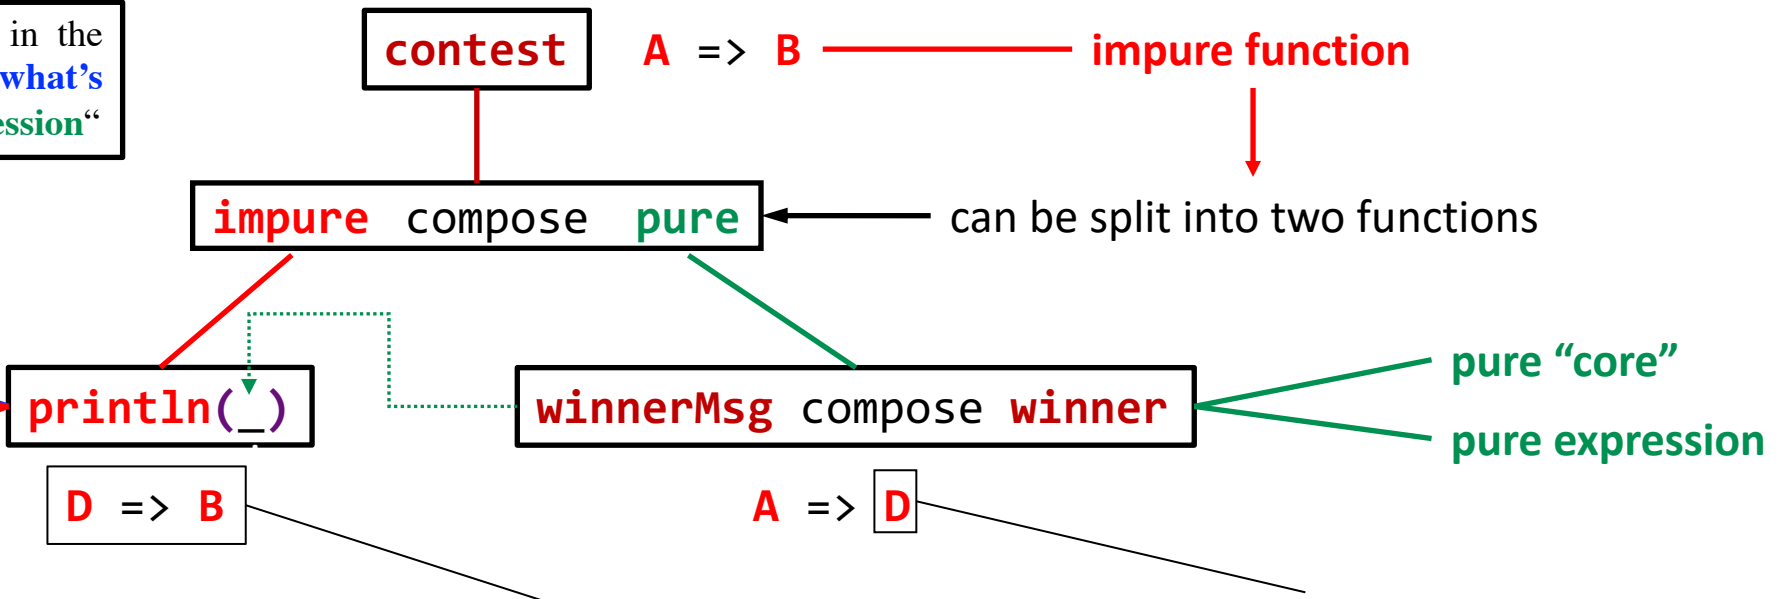 in the
what's
ession“
contest A => B impure function
impure compose pure can be split into two functions
println(_) winnerMsg compose winner
pure “core”
pure expression
D => B A => D